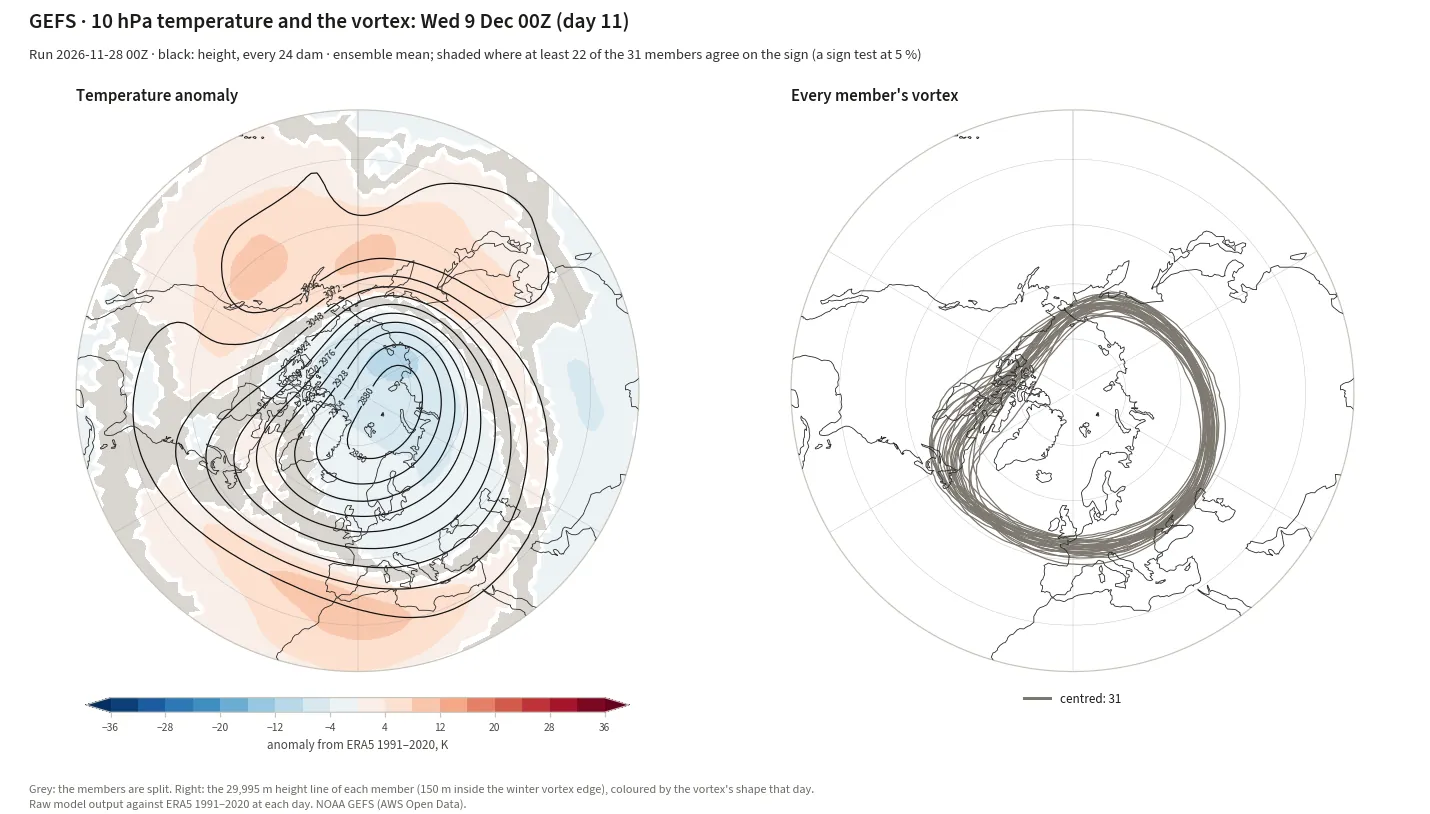 GEFS · 10 hPa temperature and the vortex: Wed 9 Dec 00Z (day 11)
Run 2026-11-28 00Z · black: height, every 24 dam · ensemble mean; shaded where at least 22 of the 31 members agree on the sign (a sign test at 5 %)
Temperature anomaly
Every member's vortex
3072
3048
2976
2928
2880
centred: 31
−36 −28 −20 −12 −4 4 12 20 28 36
anomaly from ERA5 1991–2020, K
Grey: the members are split. Right: the 29,995 m height line of each member (150 m inside the winter vortex edge), coloured by the vortex's shape that day.
Raw model output against ERA5 1991–2020 at each day. NOAA GEFS (AWS Open Data).